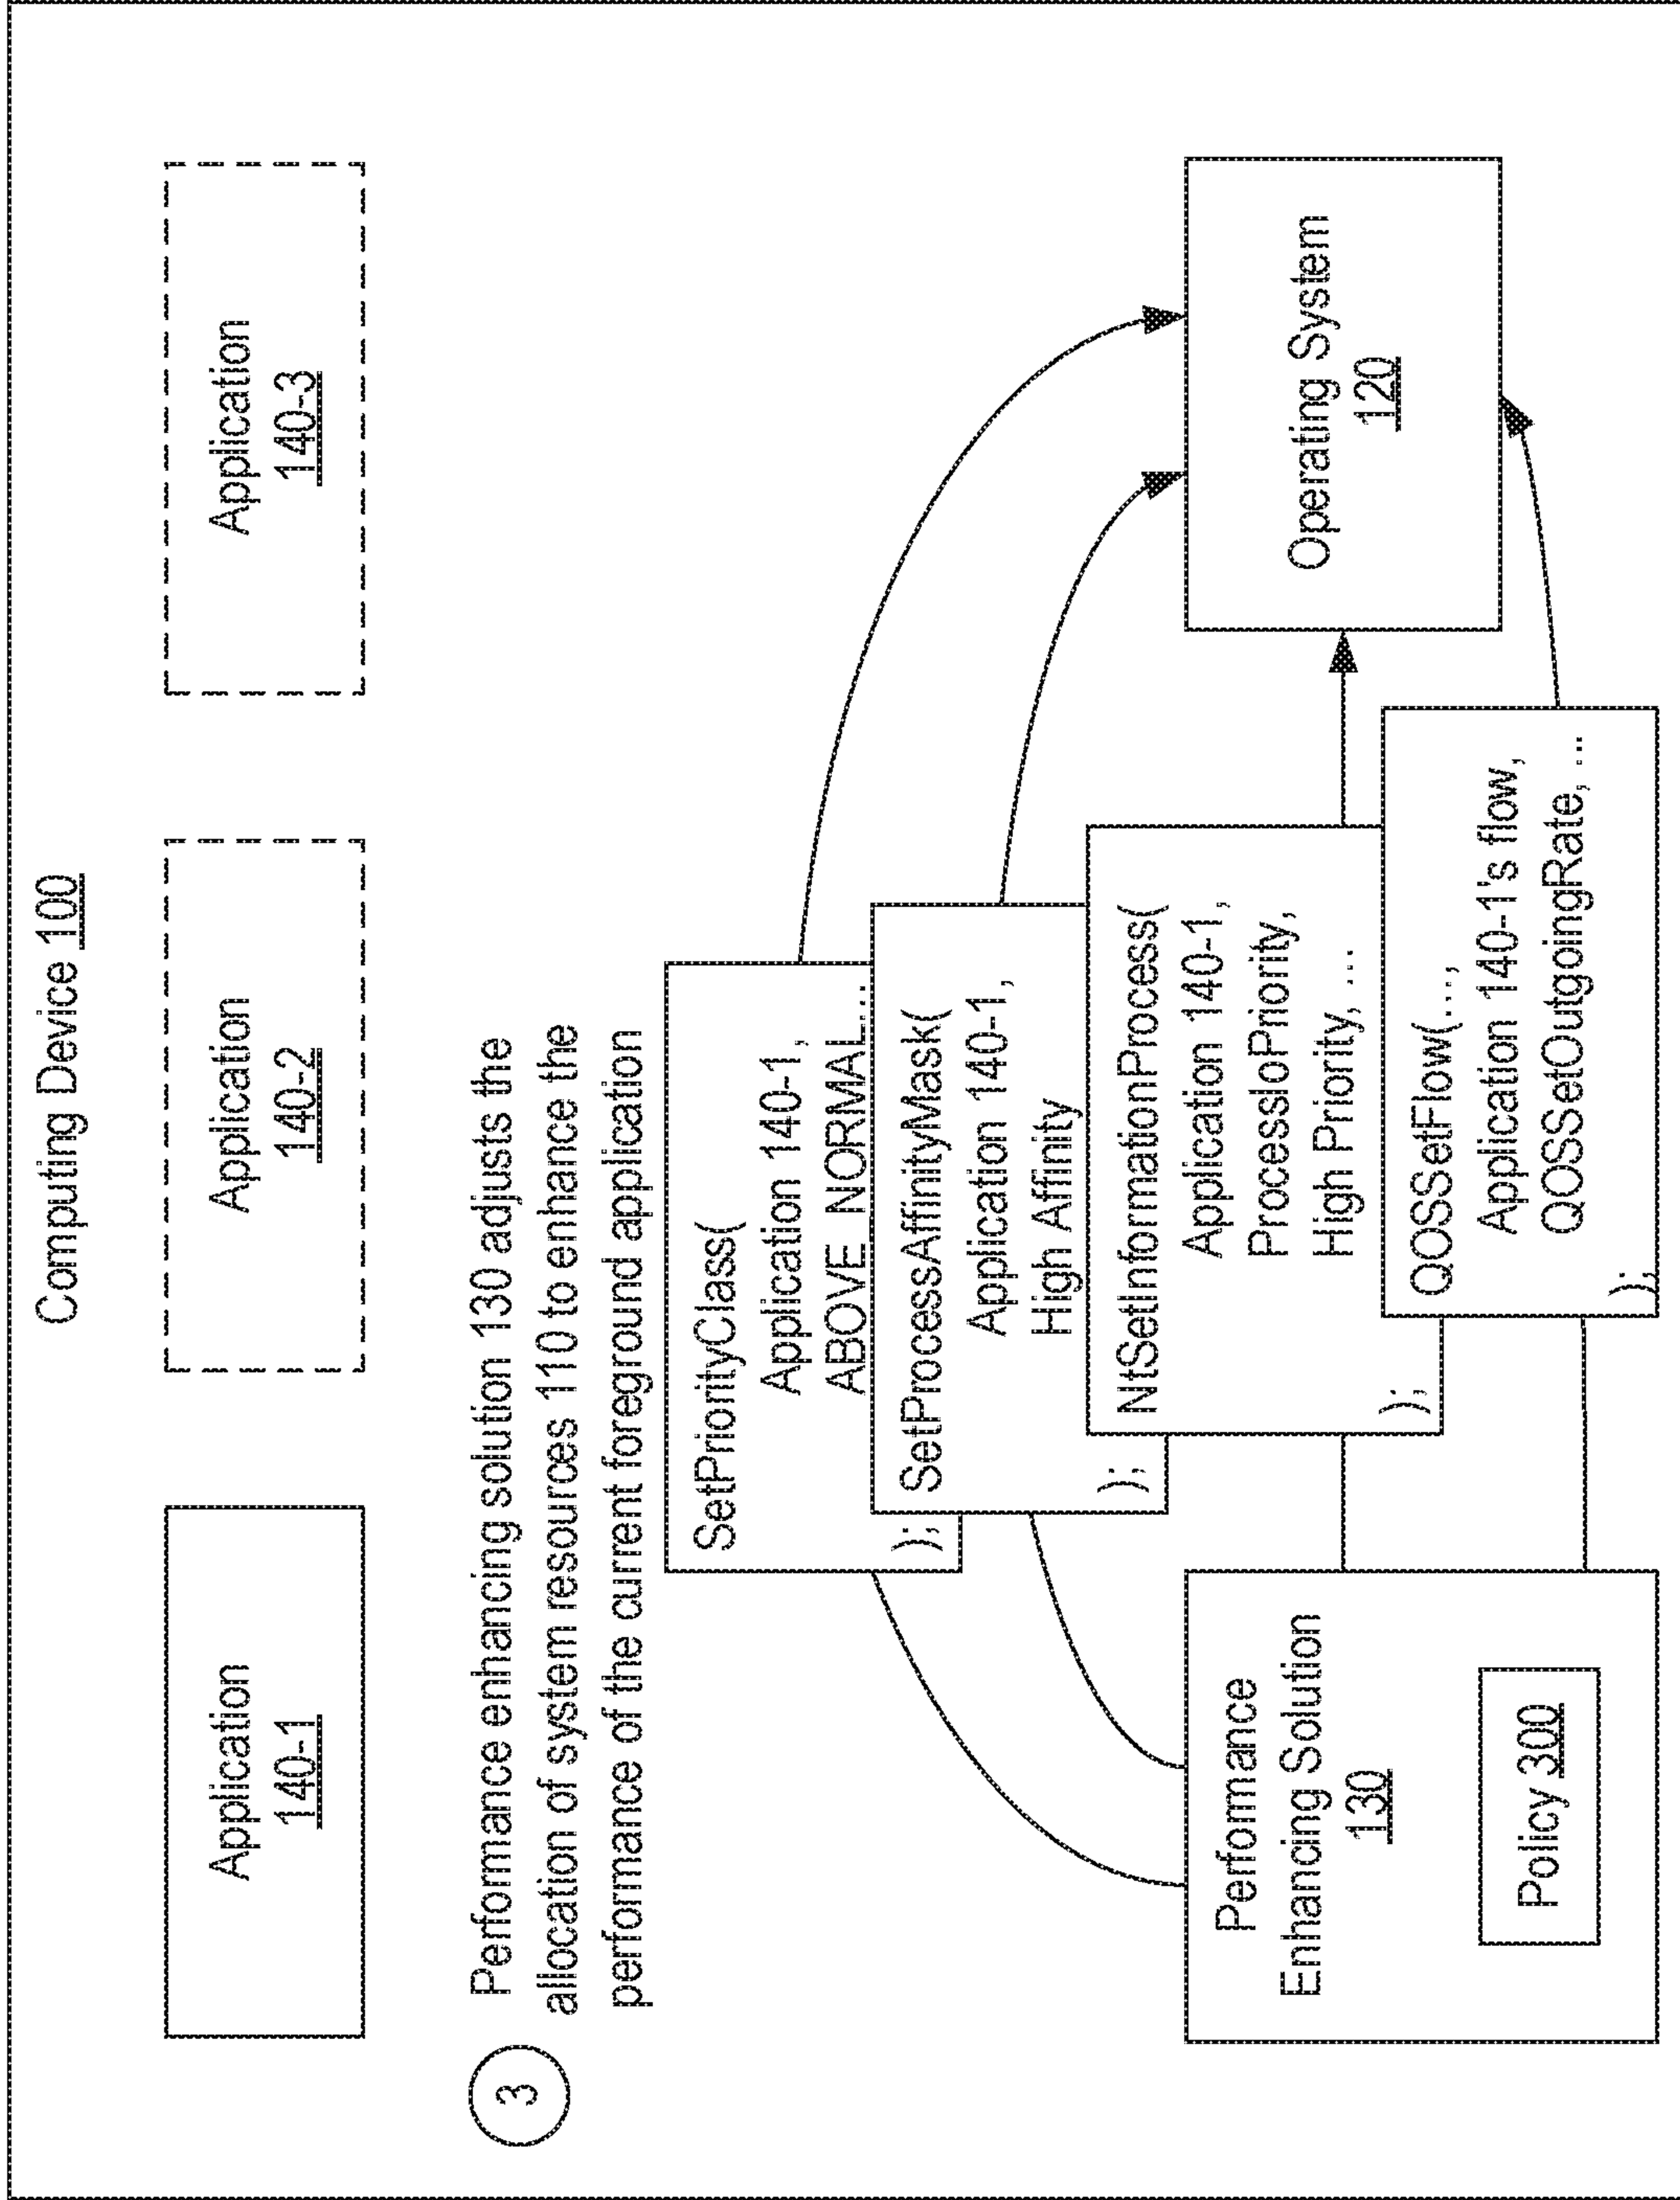 Computing Device 100
Application
140-1
Application
140-2
Application
140-3
3
Performance enhancing solution 130 adjusts the
allocation of system resources 110 to enhance the
performance of the current foreground application
SetPriorityClass(
Application 140-1,
ABOVE_NORMAL...
);
SetProcessAffinityMask(
Application 140-1,
High Affinity
);
NtSetInformationProcess(
Application 140-1,
ProcessIoPriority,
High Priority, ...
);
QOSSetFlow(...,
Application 140-1's flow,
QOSSetOutgoingRate, ...
);
Performance
Enhancing Solution
130
Policy 300
Operating System
120